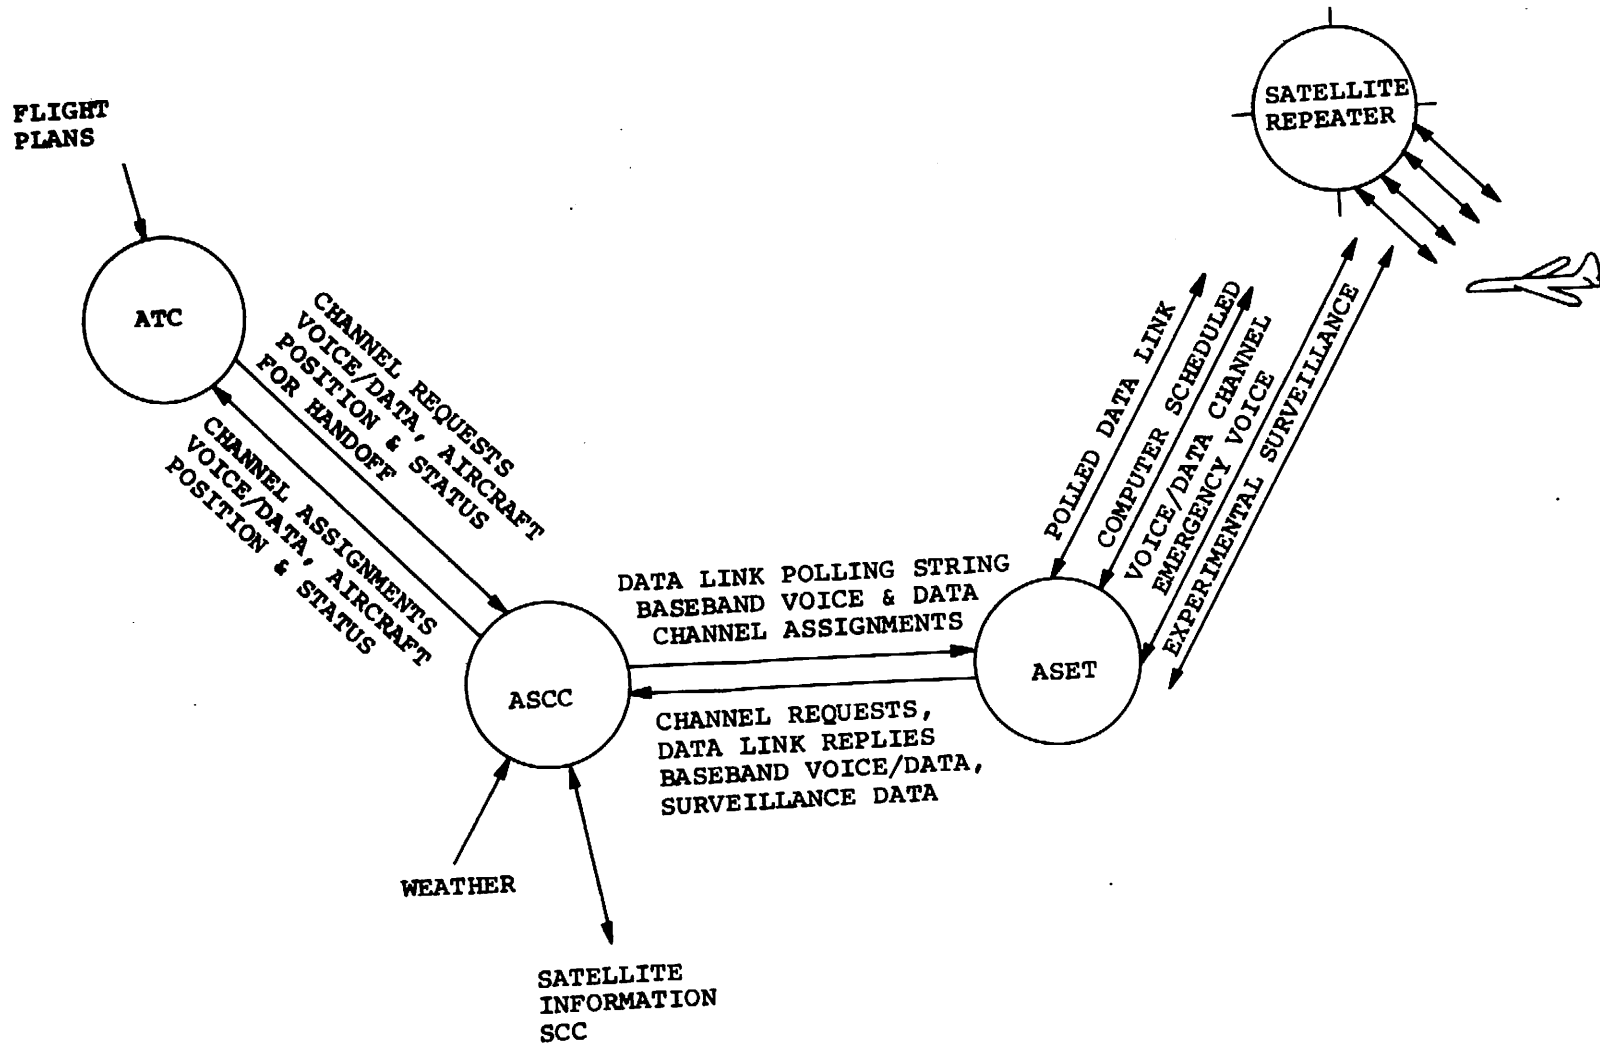 SATELLITE
REPEATER
FLIGHT
PLANS
ATC
CHANNEL REQUESTS
VOICE/DATA, AIRCRAFT
POSITION & STATUS
FOR HANDOFF
CHANNEL ASSIGNMENTS
VOICE/DATA, AIRCRAFT
POSITION & STATUS
POLLED DATA LINK
COMPUTER SCHEDULED
VOICE/DATA CHANNEL
EMERGENCY VOICE
EXPERIMENTAL SURVEILLANCE
DATA LINK POLLING STRING
BASEBAND VOICE & DATA
CHANNEL ASSIGNMENTS
ASCC
ASET
CHANNEL REQUESTS,
DATA LINK REPLIES
BASEBAND VOICE/DATA,
SURVEILLANCE DATA
WEATHER
SATELLITE
INFORMATION
SCC